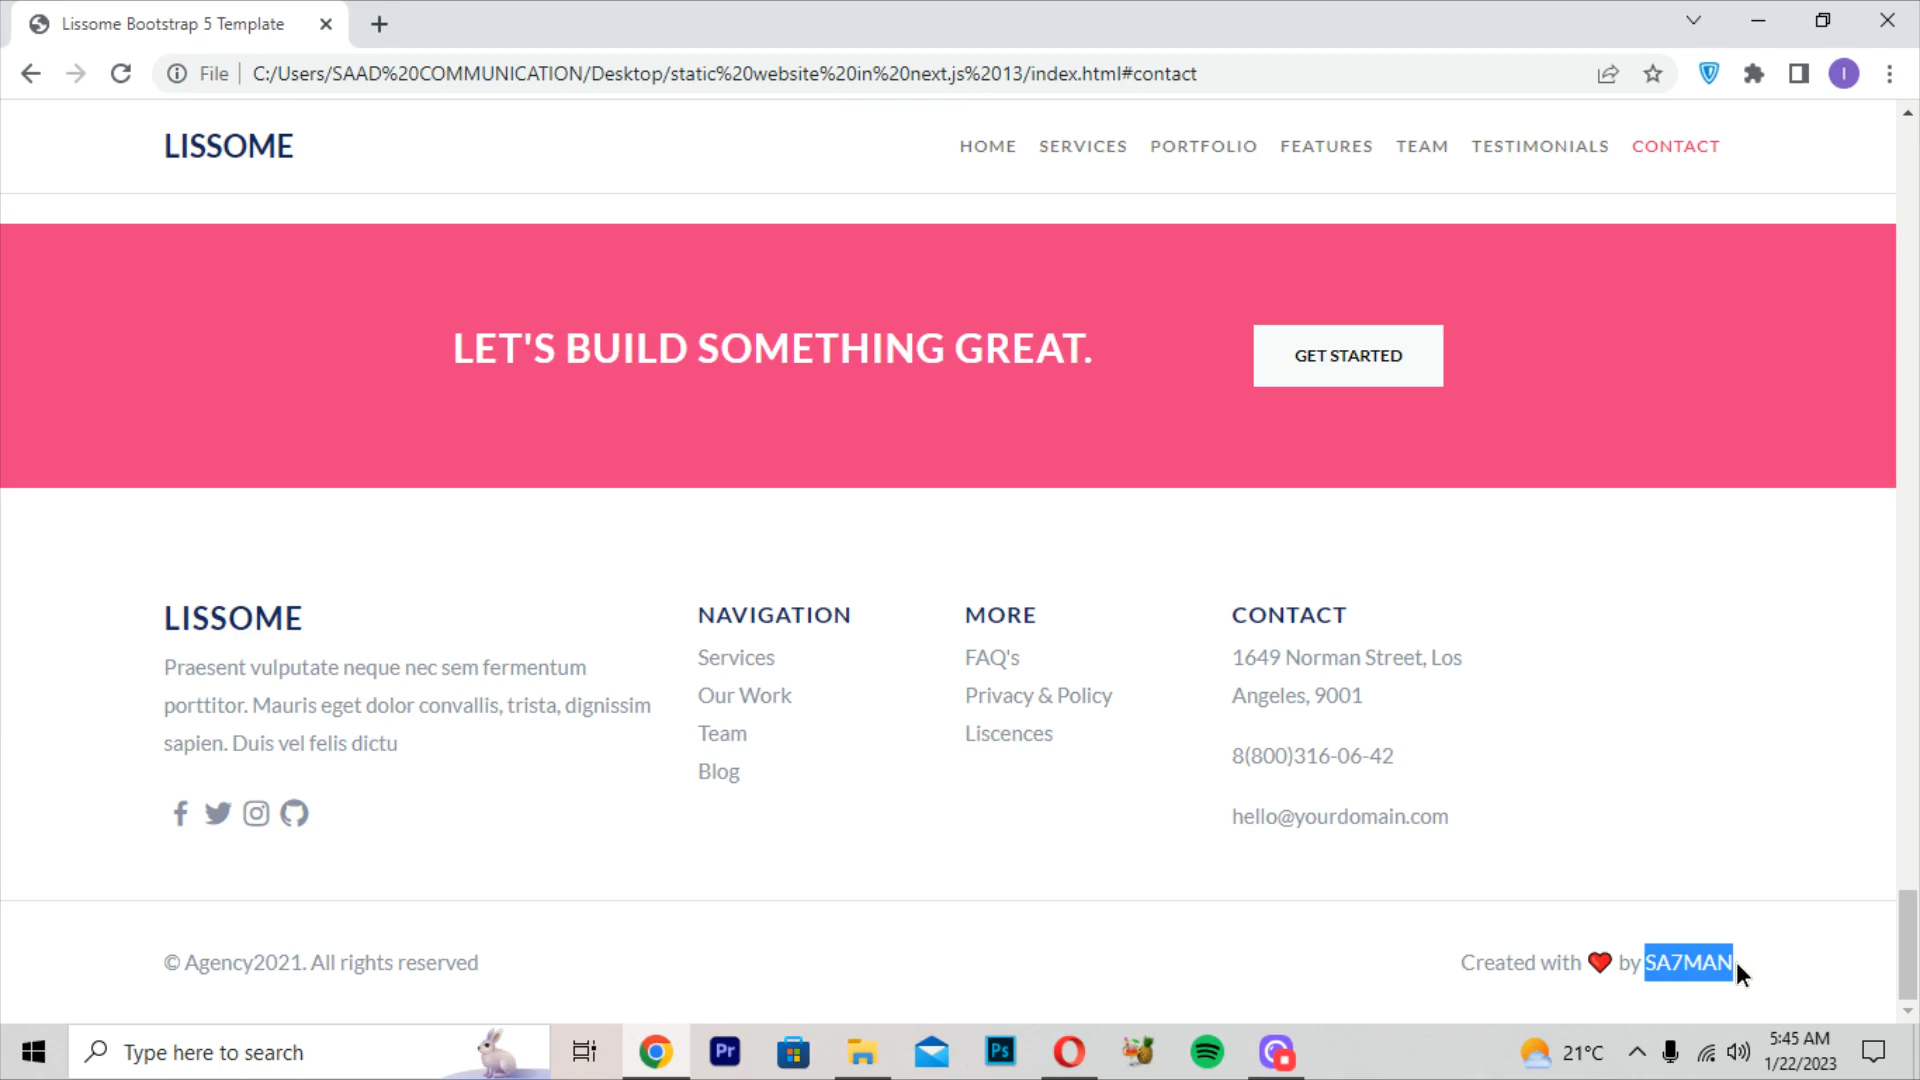 Lissome Bootstrap 5 Template
File
C:/Users/SAAD%20COMMUNICATION/Desktop/static%20website%20in%20next.js%2013/index.html#contact
I
LISSOME
HOME SERVICES PORTFOLIO FEATURES TEAM TESTIMONIALS CONTACT
LET'S BUILD SOMETHING GREAT.
GET STARTED
LISSOME
Praesent vulputate neque nec sem fermentum
porttitor. Mauris eget dolor convallis, trista, dignissim
sapien. Duis vel felis dictu
NAVIGATION
Services
Our Work
Team
Blog
MORE
FAQ's
Privacy & Policy
Liscences
CONTACT
1649 Norman Street, Los
Angeles, 9001
8(800)316-06-42
hello@yourdomain.com
© Agency2021. All rights reserved
Created with ❤️ by SA7MAN
Type here to search
Pr
Ps
21°C
5:45 AM
1/22/2023